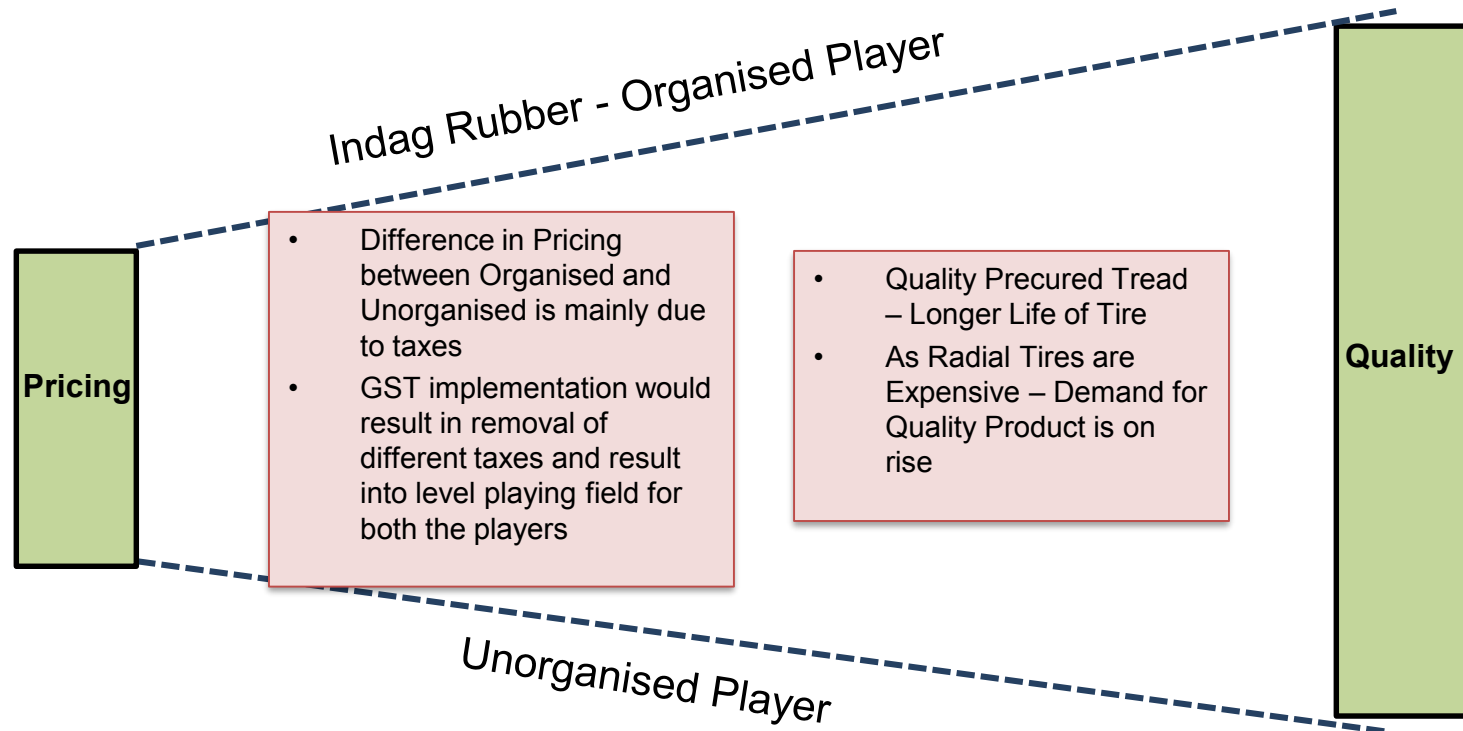 Indag Rubber - Organised Player
Pricing
• Difference in Pricing
between Organised and
Unorganised is mainly due
to taxes
• GST implementation would
result in removal of
different taxes and result
into level playing field for
both the players
• Quality Precured Tread
– Longer Life of Tire
• As Radial Tires are
Expensive – Demand for
Quality Product is on
rise
Quality
Unorganised Player